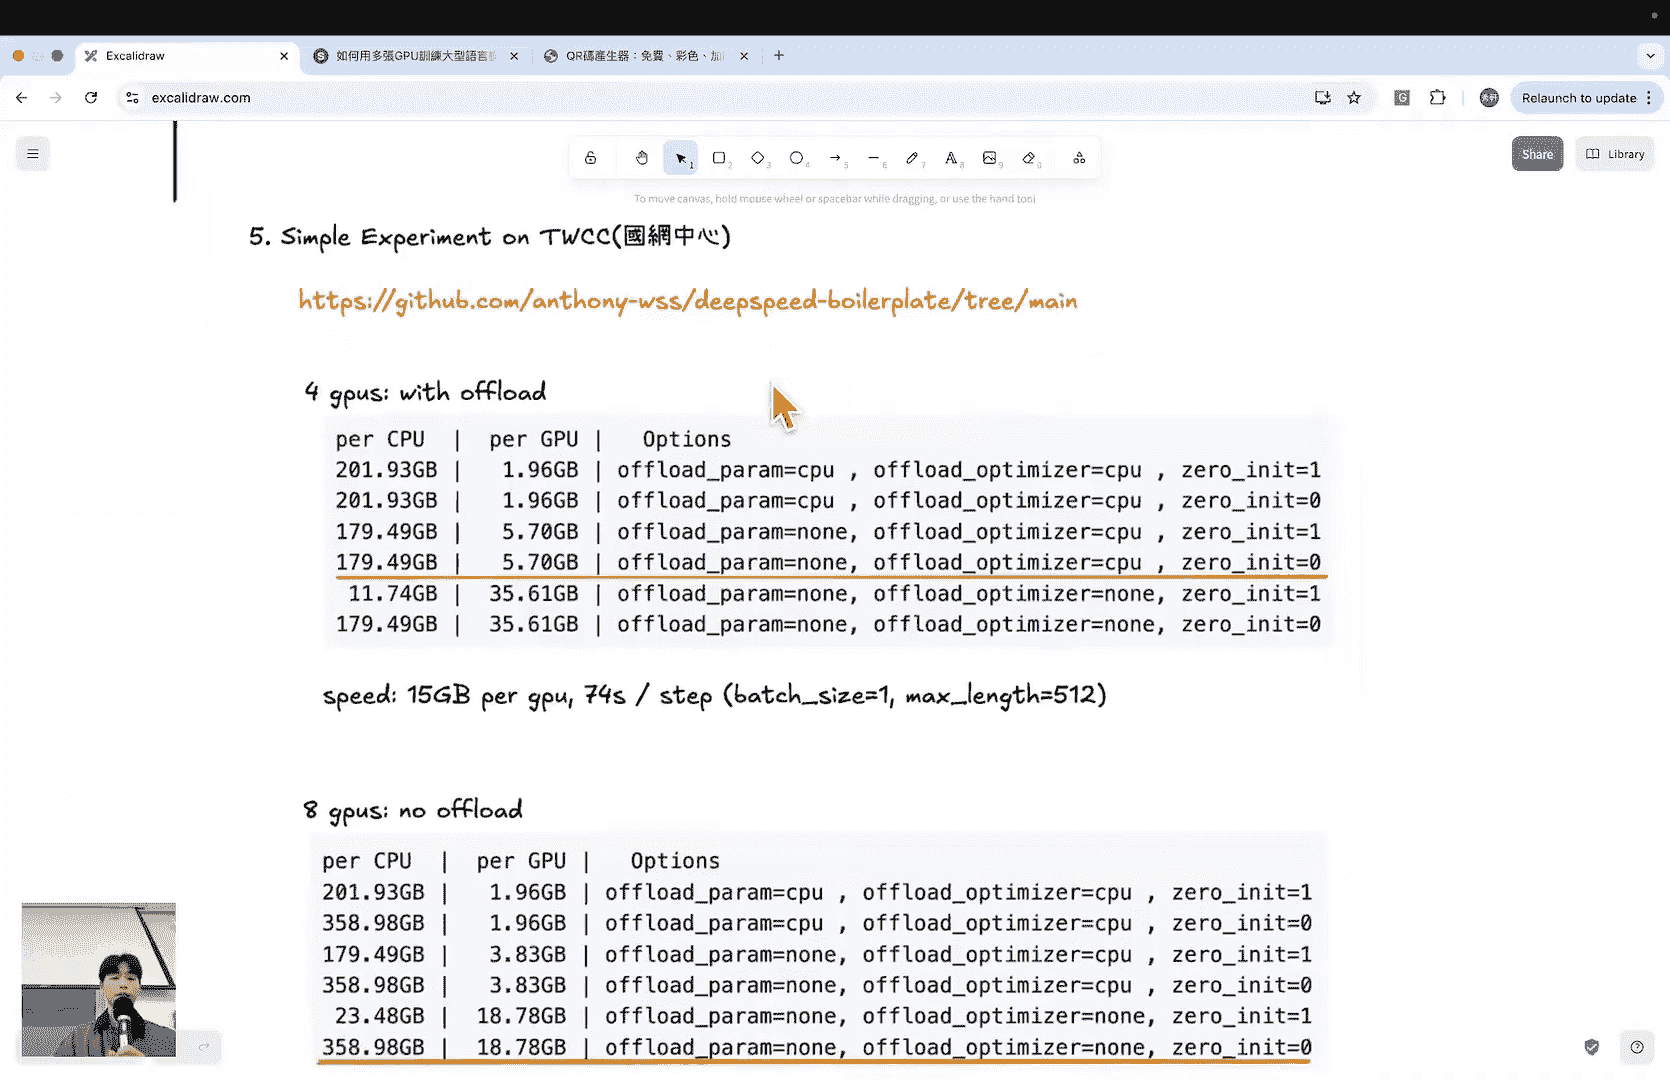 Excalidraw
如何用多張GPU訓練大型語言模
QR碼產生器：免費、彩色、加
excalidraw.com
Relaunch to update
1
2
3
4
5
6
7
8
9
0
Share
Library
To move canvas, hold mouse wheel or spacebar while dragging, or use the hand tool
5. Simple Experiment on TWCC(國網中心)
https://github.com/anthony-wss/deepspeed-boilerplate/tree/main
4 gpus: with offload
per CPU | per GPU | Options
201.93GB | 1.96GB | offload_param=cpu , offload_optimizer=cpu , zero_init=1
201.93GB | 1.96GB | offload_param=cpu , offload_optimizer=cpu , zero_init=0
179.49GB | 5.70GB | offload_param=none, offload_optimizer=cpu , zero_init=1
179.49GB | 5.70GB | offload_param=none, offload_optimizer=cpu , zero_init=0
11.74GB | 35.61GB | offload_param=none, offload_optimizer=none, zero_init=1
179.49GB | 35.61GB | offload_param=none, offload_optimizer=none, zero_init=0
speed: 15GB per gpu, 74s / step (batch_size=1, max_length=512)
8 gpus: no offload
per CPU | per GPU | Options
201.93GB | 1.96GB | offload_param=cpu , offload_optimizer=cpu , zero_init=1
358.98GB | 1.96GB | offload_param=cpu , offload_optimizer=cpu , zero_init=0
179.49GB | 3.83GB | offload_param=none, offload_optimizer=cpu , zero_init=1
358.98GB | 3.83GB | offload_param=none, offload_optimizer=cpu , zero_init=0
23.48GB | 18.78GB | offload_param=none, offload_optimizer=none, zero_init=1
358.98GB | 18.78GB | offload_param=none, offload_optimizer=none, zero_init=0